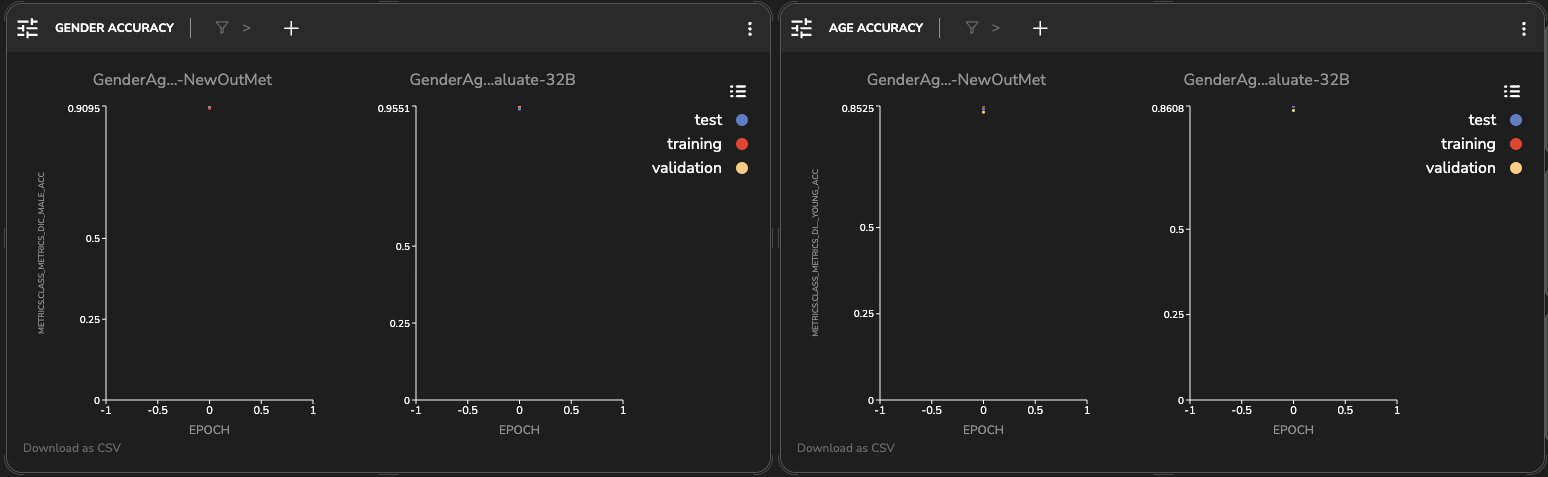 GENDER ACCURACY
>
+
GenderAg...-NewOutMet
GenderAg...aluate-32B
test
training
validation
METRICS.CLASS_METRICS_DIC_MALE_ACC
0.9095
0.5
0.25
0
-1
-0.5
0
0.5
1
EPOCH
0.9551
0.5
0.25
0
-1
-0.5
0
0.5
1
EPOCH
Download as CSV
AGE ACCURACY
>
+
GenderAg...-NewOutMet
GenderAg...aluate-32B
test
training
validation
METRICS.CLASS_METRICS_DI..._YOUNG_ACC
0.8525
0.5
0.25
0
-1
-0.5
0
0.5
1
EPOCH
0.8608
0.5
0.25
0
-1
-0.5
0
0.5
1
EPOCH
Download as CSV